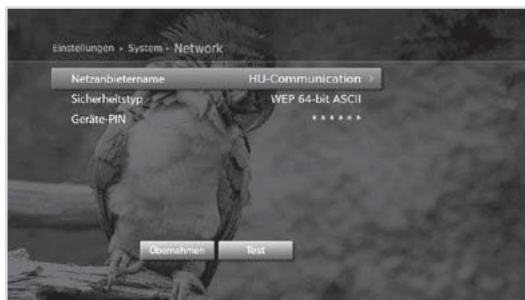 Einstellungen ▸ System ▸ Network
Netzanbietername HU-Communication >
Sicherheitstyp WEP 64-bit ASCII
Geräte-PIN ******
Übernehmen Test